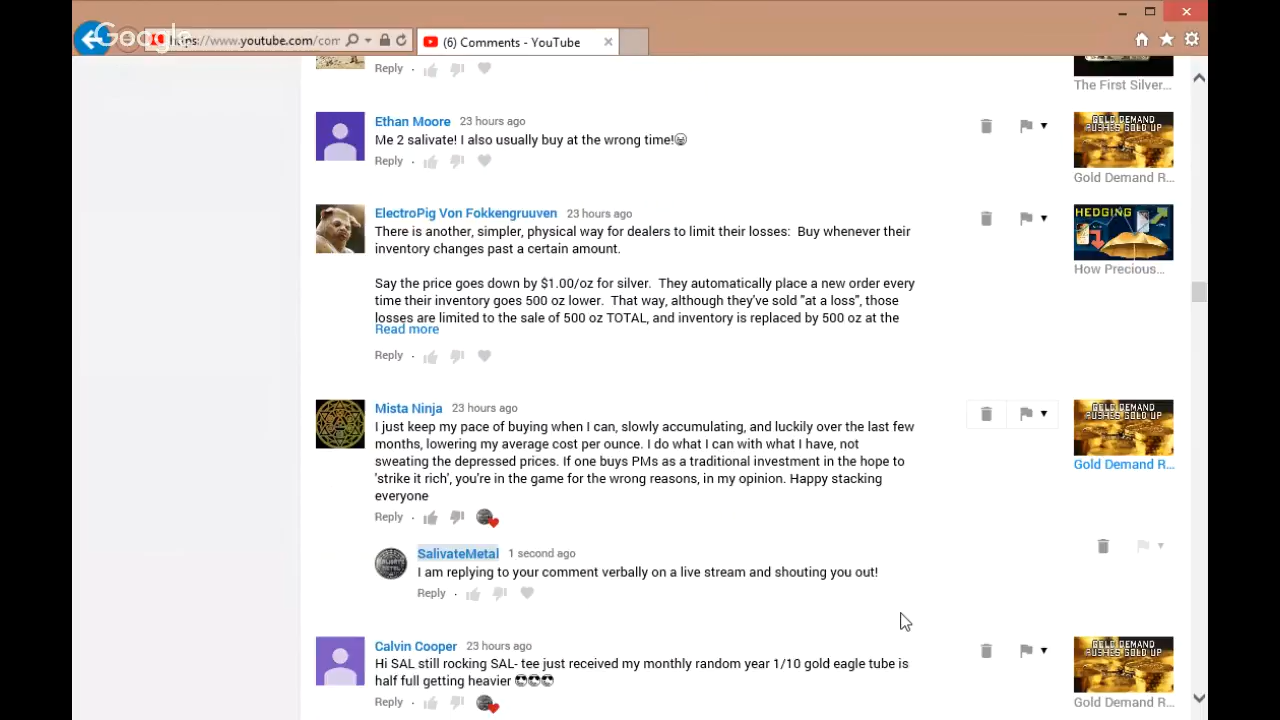 Google
https://www.youtube.com/com
(6) Comments - YouTube
Reply ·
The First Silver...
Ethan Moore 23 hours ago
Me 2 salivate! I also usually buy at the wrong time!😀
Reply ·
GOLD DEMAND
PUSHES GOLD UP
Gold Demand R...
ElectroPig Von Fokkengruuven 23 hours ago
There is another, simpler, physical way for dealers to limit their losses: Buy whenever their
inventory changes past a certain amount.
Say the price goes down by $1.00/oz for silver. They automatically place a new order every
time their inventory goes 500 oz lower. That way, although they've sold "at a loss", those
losses are limited to the sale of 500 oz TOTAL, and inventory is replaced by 500 oz at the
Read more
Reply ·
HEDGING
How Precious...
Mista Ninja 23 hours ago
I just keep my pace of buying when I can, slowly accumulating, and luckily over the last few
months, lowering my average cost per ounce. I do what I can with what I have, not
sweating the depressed prices. If one buys PMs as a traditional investment in the hope to
'strike it rich', you're in the game for the wrong reasons, in my opinion. Happy stacking
everyone
Reply ·
GOLD DEMAND
PUSHES GOLD UP
Gold Demand R...
SalivateMetal 1 second ago
I am replying to your comment verbally on a live stream and shouting you out!
Reply ·
Calvin Cooper 23 hours ago
Hi SAL still rocking SAL- tee just received my monthly random year 1/10 gold eagle tube is
half full getting heavier 😎😎😎
Reply ·
GOLD DEMAND
PUSHES GOLD UP
Gold Demand R...